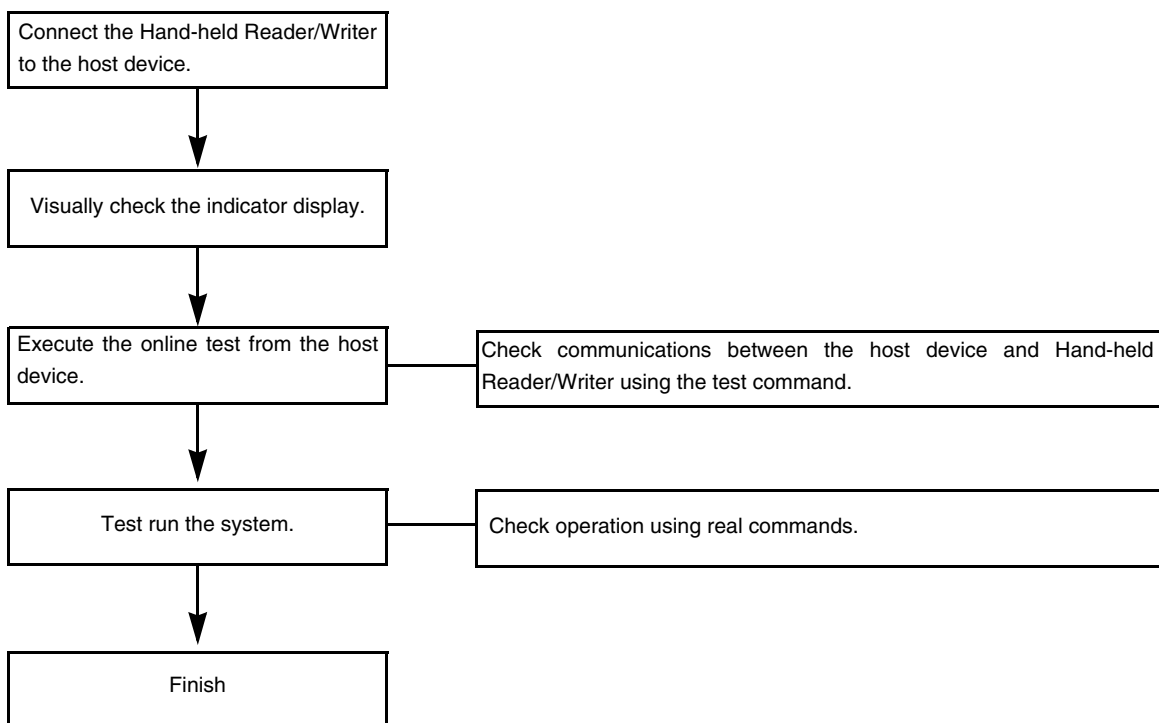 Connect the Hand-held Reader/Writer
to the host device.
Visually check the indicator display.
Execute the online test from the host
device.
Check communications between the host device and Hand-held
Reader/Writer using the test command.
Test run the system.
Check operation using real commands.
Finish